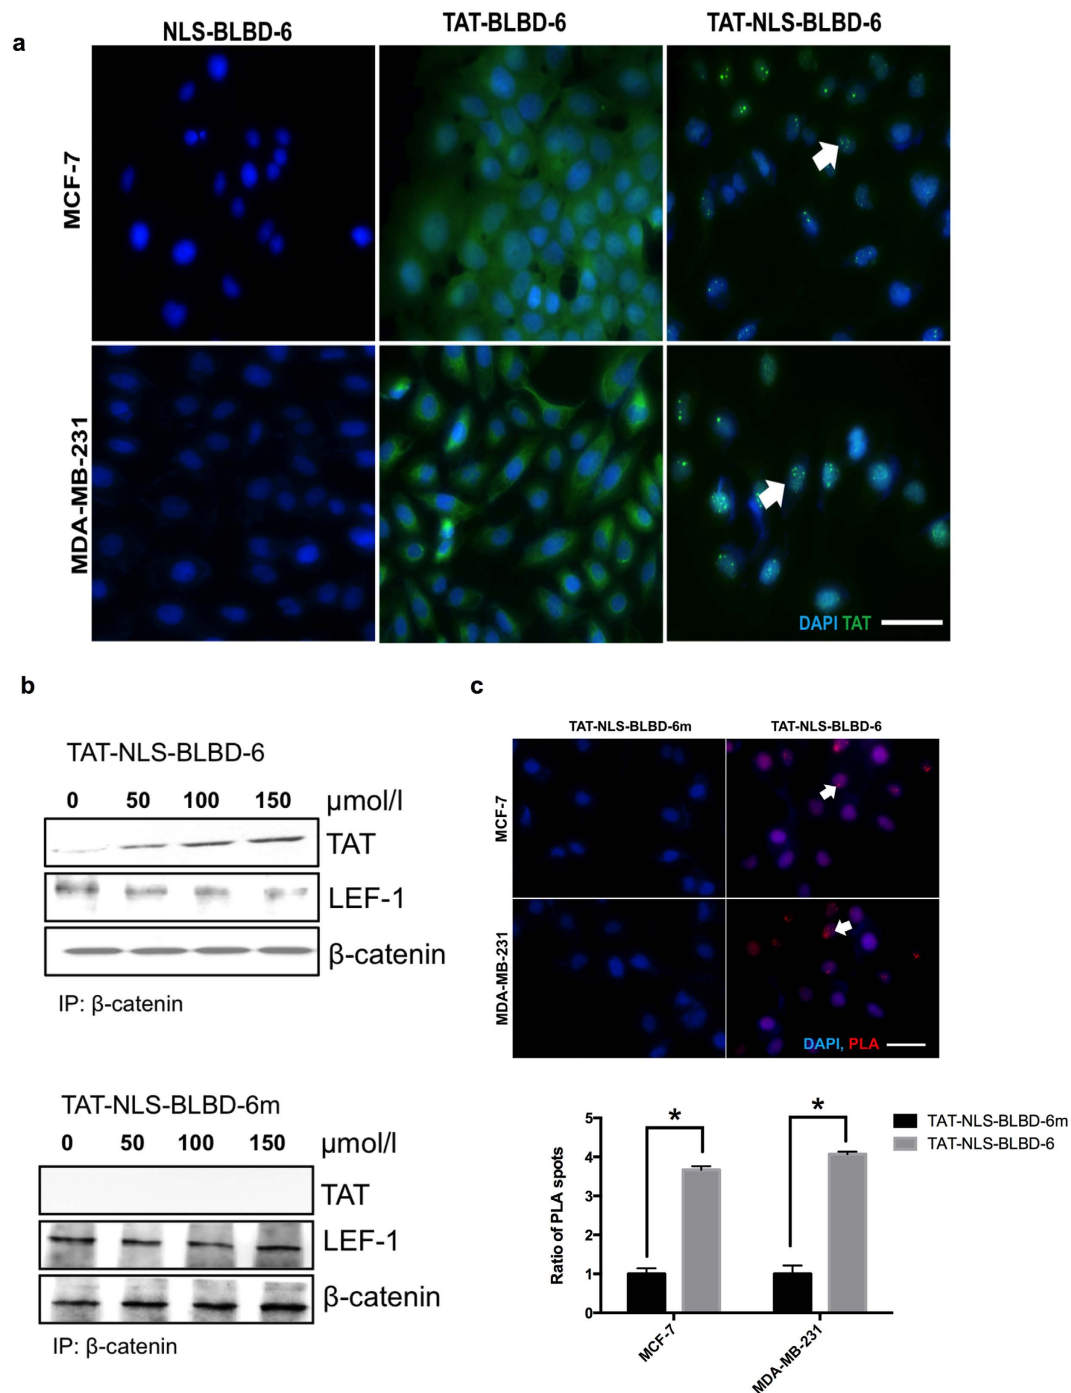 a
NLS-BLBD-6 TAT-BLBD-6 TAT-NLS-BLBD-6
MCF-7
MDA-MB-231
DAPI TAT
b
TAT-NLS-BLBD-6
0 50 100 150 μmol/l
TAT
LEF-1
β-catenin
IP: β-catenin
TAT-NLS-BLBD-6m
0 50 100 150 μmol/l
TAT
LEF-1
β-catenin
IP: β-catenin
c
TAT-NLS-BLBD-6m TAT-NLS-BLBD-6
MCF-7
MDA-MB-231
DAPI, PLA
Ratio of PLA spots
5
4
3
2
1
0
* *
MCF-7
MDA-MB-231
TAT-NLS-BLBD-6m
TAT-NLS-BLBD-6